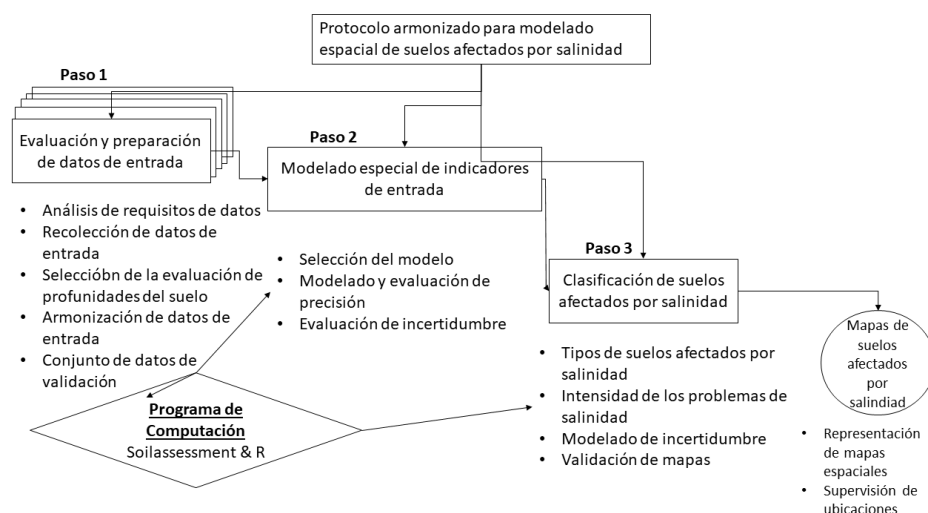 Protocolo armonizado para modelado
espacial de suelos afectados por salinidad
Paso 1
Evaluación y preparación
de datos de entrada
• Análisis de requisitos de datos
• Recolección de datos de
entrada
• Seleccióbn de la evaluación de
profunidades del suelo
• Armonización de datos de
entrada
• Conjunto de datos de
validación
Paso 2
Modelado especial de indicadores
de entrada
• Selección del modelo
• Modelado y evaluación de
precisión
• Evaluación de incertidumbre
Paso 3
Clasificación de suelos
afectados por salinidad
• Tipos de suelos afectados por
salinidad
• Intensidad de los problemas de
salinidad
• Modelado de incertidumbre
• Validación de mapas
Mapas de
suelos
afectados
por
salindiad
• Representación
de mapas
espaciales
• Supervisión de
ubicaciones
Programa de
Computación
Soilassessment & R